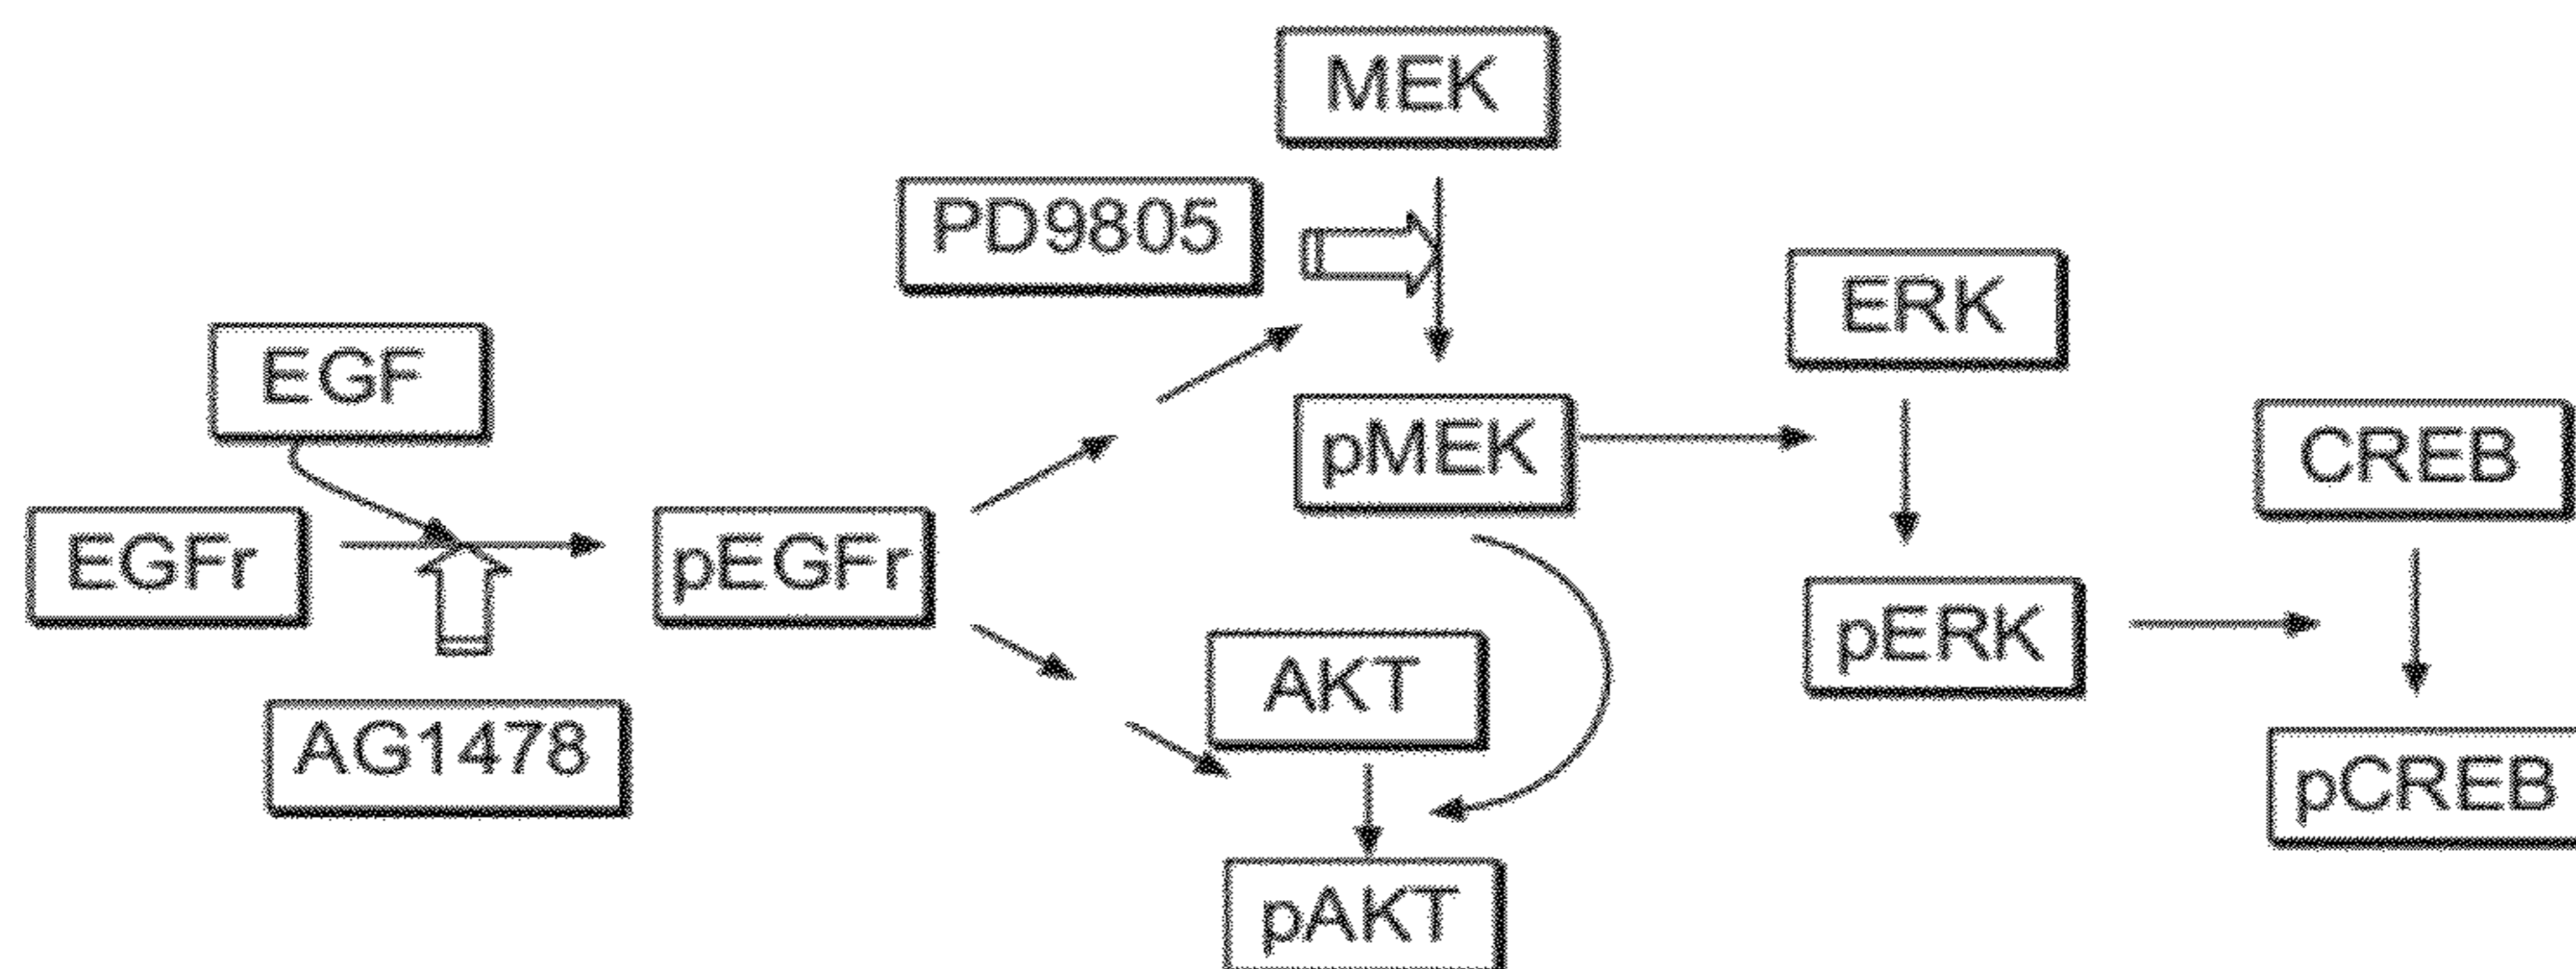 MEK
PD9805
ERK
EGF
CREB
pMEK
EGFr
pEGFr
AKT
pERK
AG1478
pCREB
pAKT